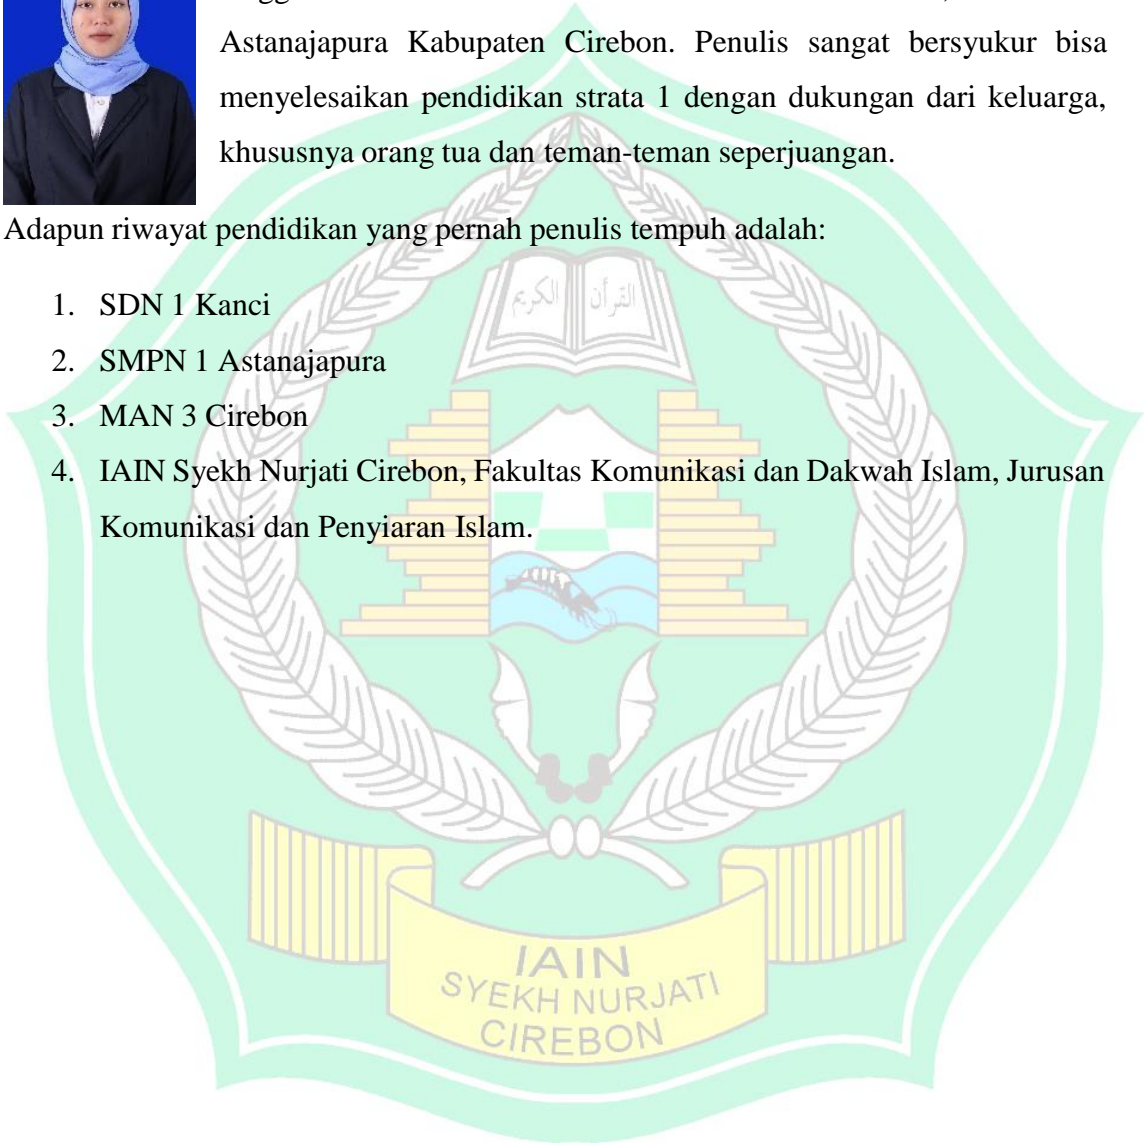 Astanajapura Kabupaten Cirebon. Penulis sangat bersyukur bisa
menyelesaikan pendidikan strata 1 dengan dukungan dari keluarga,
khususnya orang tua dan teman-teman seperjuangan.
Adapun riwayat pendidikan yang pernah penulis tempuh adalah:
1. SDN 1 Kanci
2. SMPN 1 Astanajapura
3. MAN 3 Cirebon
4. IAIN Syekh Nurjati Cirebon, Fakultas Komunikasi dan Dakwah Islam, Jurusan
Komunikasi dan Penyiaran Islam.
القرآن الكريم
IAIN
SYEKH NURJATI
CIREBON